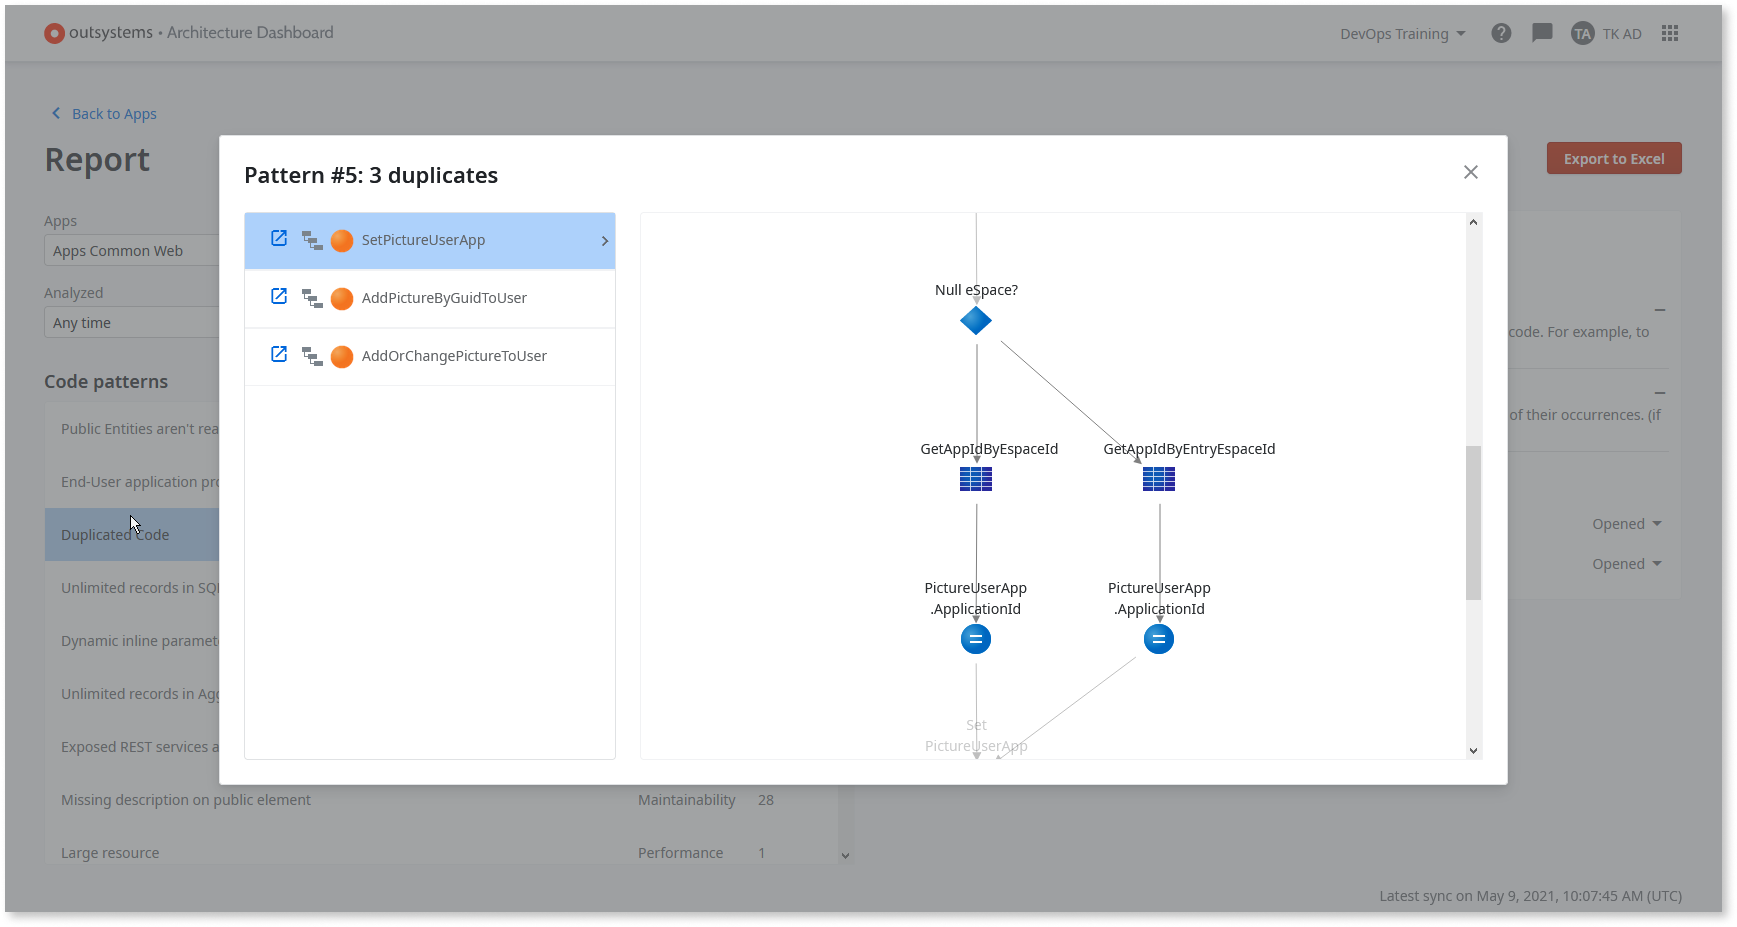 outsystems • Architecture Dashboard
DevOps Training
TA
TK AD
Back to Apps
Report
Export to Excel
Apps
Apps Common Web
Analyzed
Any time
Code patterns
Public Entities aren't rea
End-User application pro
Duplicated Code
Unlimited records in SQL
Dynamic inline paramete
Unlimited records in Agg
Exposed REST services a
Missing description on public element Maintainability 28
Large resource Performance 1
Pattern #5: 3 duplicates
SetPictureUserApp
AddPictureByGuidToUser
AddOrChangePictureToUser
Null eSpace?
GetAppIdByEspaceId
GetAppIdByEntryEspaceId
PictureUserApp
.ApplicationId
PictureUserApp
.ApplicationId
Set
PictureUserApp
code. For example, to
of their occurrences. (if
Opened
Opened
Latest sync on May 9, 2021, 10:07:45 AM (UTC)